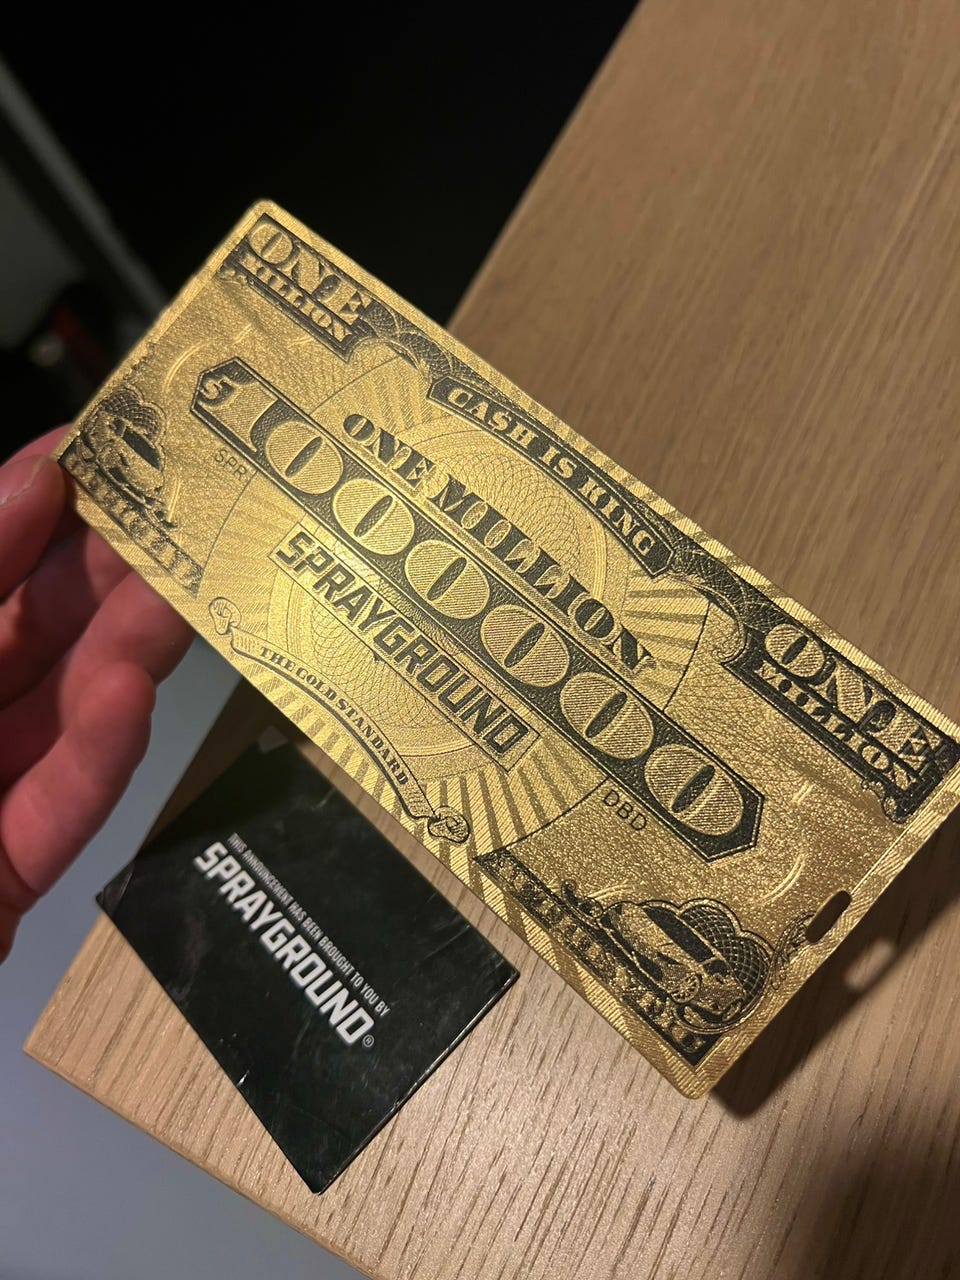 ONE
MILLION
CA$H IS KING
ONE
MILLION
ONE MILLION
$1000000
SPR
DBD
SPRAYGROUND
THE GOLD STANDARD
THIS ANNOUNCEMENT HAS BEEN BROUGHT TO YOU BY
SPRAYGROUND®